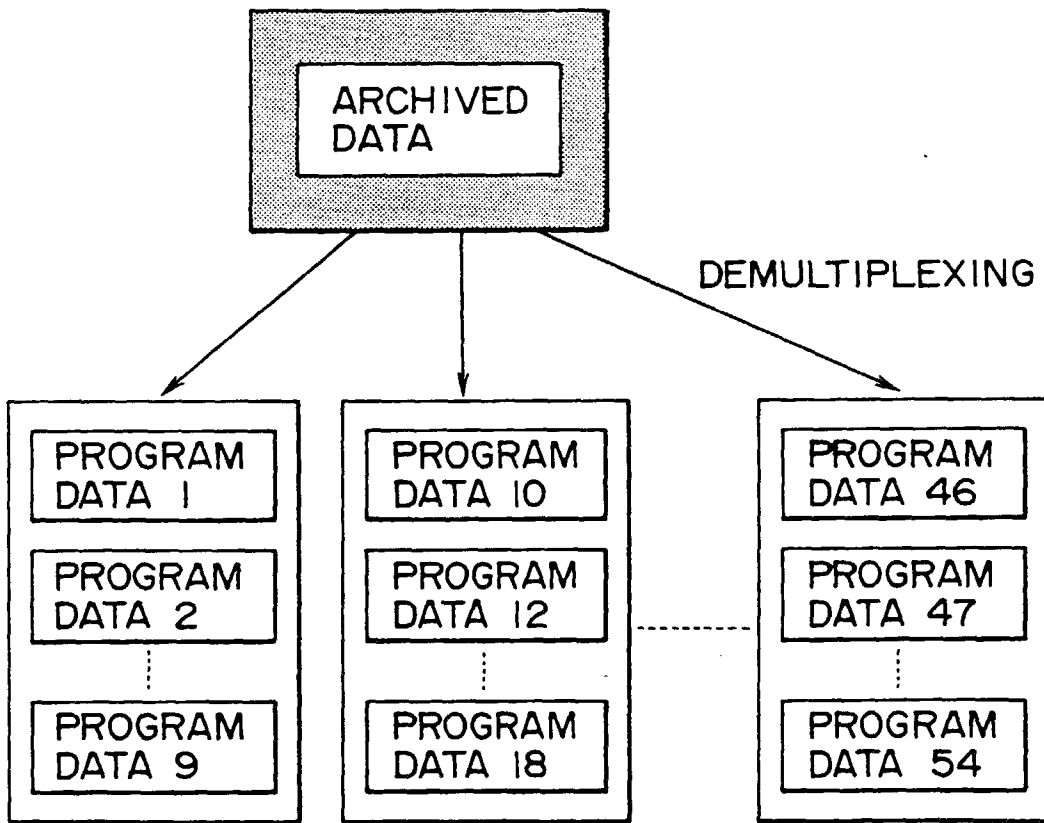 ARCHIVED
DATA
DEMULTIPLEXING
PROGRAM
DATA 1
PROGRAM
DATA 2
PROGRAM
DATA 9
PROGRAM
DATA 10
PROGRAM
DATA 12
PROGRAM
DATA 18
PROGRAM
DATA 46
PROGRAM
DATA 47
PROGRAM
DATA 54